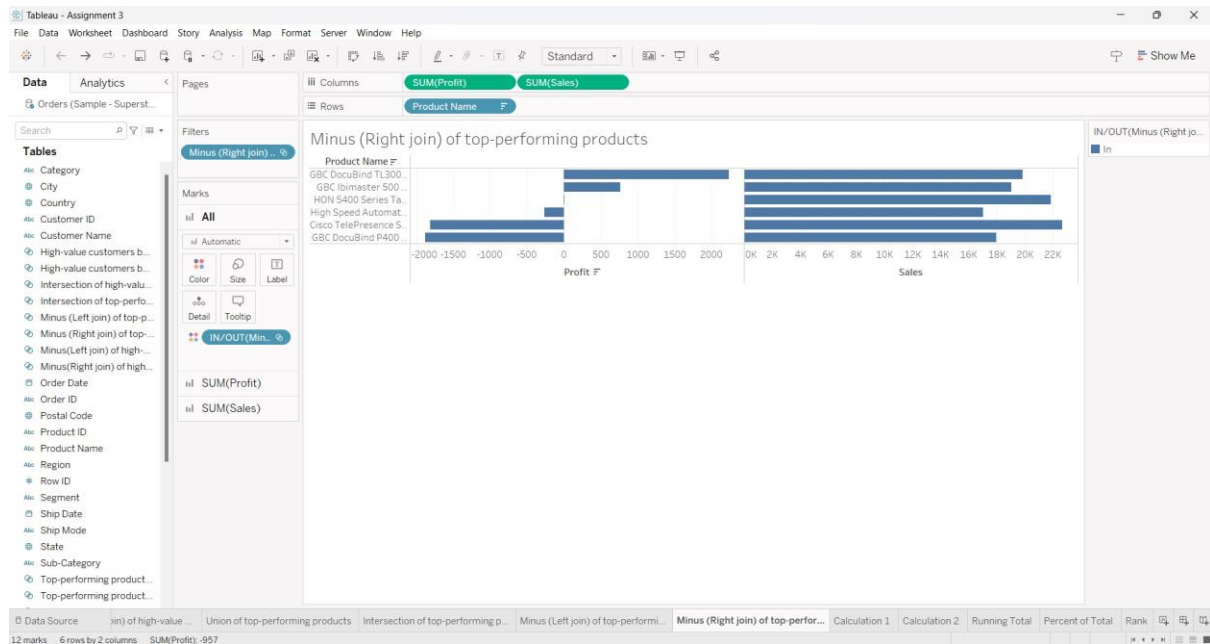 Tableau - Assignment 3
File Data Worksheet Dashboard Story Analysis Map Format Server Window Help
Standard
Show Me
Data Analytics
Orders (Sample - Superst...
Search
Tables
Abc Category
City
Country
Abc Customer ID
Abc Customer Name
High-value customers b...
High-value customers b...
Intersection of high-valu...
Intersection of top-perfo...
Minus (Left join) of top-p...
Minus (Right join) of top-...
Minus(Left join) of high-...
Minus(Right join) of high...
Order Date
Abc Order ID
Postal Code
Abc Product ID
Abc Product Name
Abc Region
# Row ID
Abc Segment
Ship Date
Abc Ship Mode
State
Abc Sub-Category
Top-performing product...
Top-performing product...
Pages
Filters
Minus (Right join) ..
Marks
All
Automatic
Color Size Label
Detail Tooltip
IN/OUT(Min..
SUM(Profit)
SUM(Sales)
Columns SUM(Profit) SUM(Sales)
Rows Product Name
Minus (Right join) of top-performing products
Product Name
GBC DocuBind TL300..
GBC Ibimaster 500 ..
HON 5400 Series Ta..
High Speed Automat..
Cisco TelePresence S..
GBC DocuBind P400 ..
-2000 -1500 -1000 -500 0 500 1000 1500 2000
Profit
0K 2K 4K 6K 8K 10K 12K 14K 16K 18K 20K 22K
Sales
IN/OUT(Minus (Right jo...
In
Data Source oin) of high-value ... Union of top-performing products Intersection of top-performing p... Minus (Left join) of top-performi... Minus (Right join) of top-perfor... Calculation 1 Calculation 2 Running Total Percent of Total Rank
12 marks 6 rows by 2 columns SUM(Profit): -957